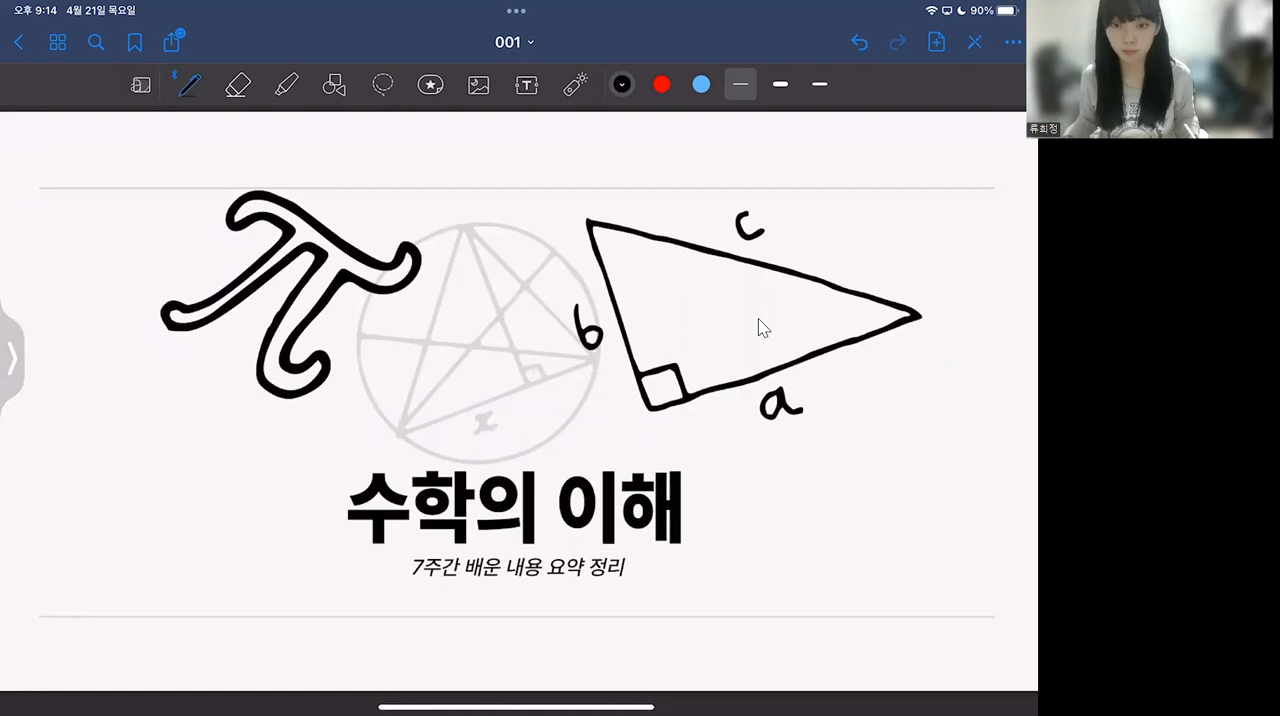 오후 9:14 4월 21일 목요일
90%
001
T
류희정
π
c
b
a
x
수학의 이해
7주간 배운 내용 요약 정리